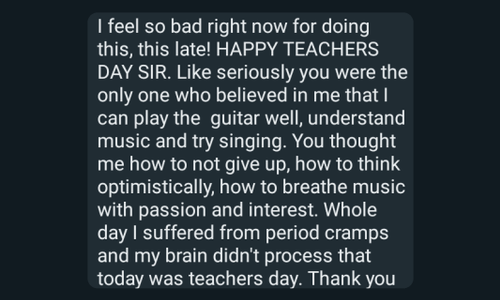 I feel so bad right now for doing
this, this late! HAPPY TEACHERS
DAY SIR. Like seriously you were the
only one who believed in me that I
can play the  guitar well, understand
music and try singing. You thought
me how to not give up, how to think
optimistically, how to breathe music
with passion and interest. Whole
day I suffered from period cramps
and my brain didn't process that
today was teachers day. Thank you